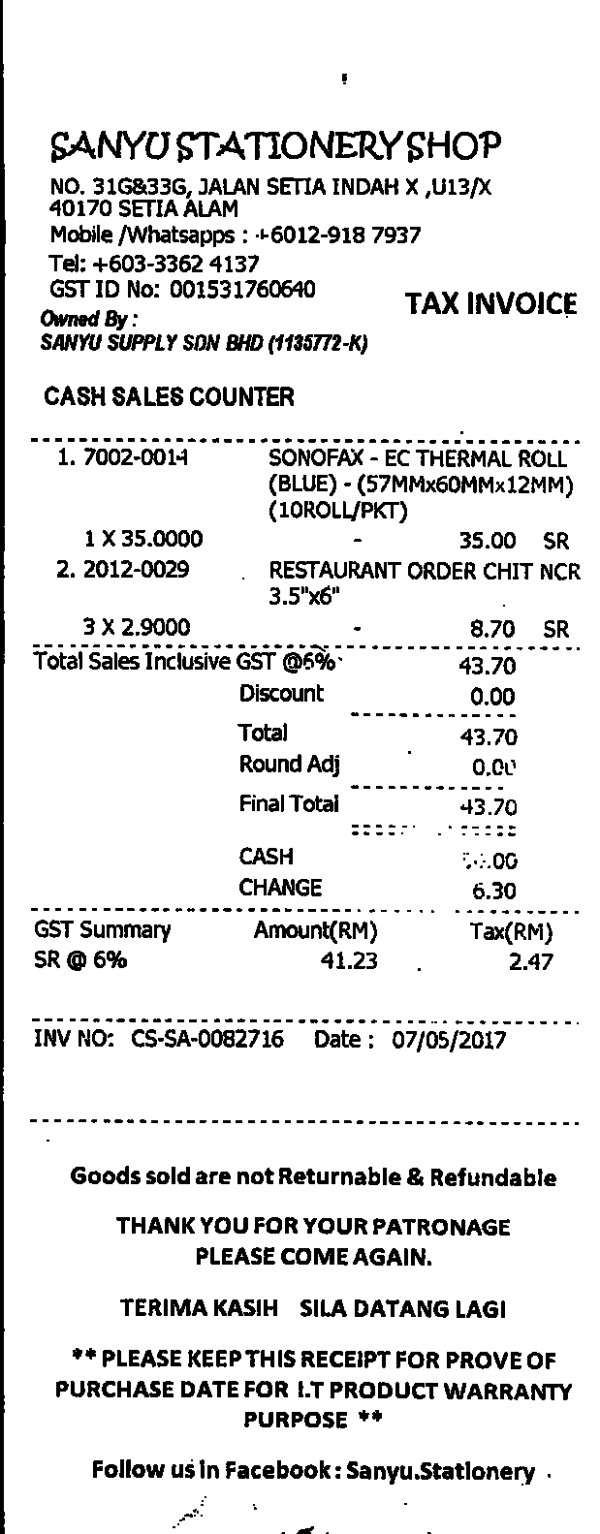 SANYU STATIONERY SHOP
NO. 31G&33G, JALAN SETIA INDAH X ,U13/X
40170 SETIA ALAM
Mobile /Whatsapps : +6012-918 7937
Tel: +603-3362 4137
GST ID No: 001531760640
TAX INVOICE
Owned By :
SANYU SUPPLY SDN BHD (1135772-K)
CASH SALES COUNTER
1. 7002-0014 SONOFAX - EC THERMAL ROLL
(BLUE) - (57MMx60MMx12MM)
(10ROLL/PKT)
1 X 35.0000 - 35.00 SR
2. 2012-0029 RESTAURANT ORDER CHIT NCR
3.5"x6"
3 X 2.9000 - 8.70 SR
Total Sales Inclusive GST @6% 43.70
Discount 0.00
Total 43.70
Round Adj 0.00
Final Total 43.70
CASH
CHANGE 6.30
GST Summary Amount(RM) Tax(RM)
SR @ 6% 41.23 2.47
INV NO: CS-SA-0082716 Date : 07/05/2017
Goods sold are not Returnable & Refundable
THANK YOU FOR YOUR PATRONAGE
PLEASE COME AGAIN.
TERIMA KASIH SILA DATANG LAGI
** PLEASE KEEP THIS RECEIPT FOR PROVE OF
PURCHASE DATE FOR I.T PRODUCT WARRANTY
PURPOSE **
Follow us in Facebook : Sanyu.Stationery